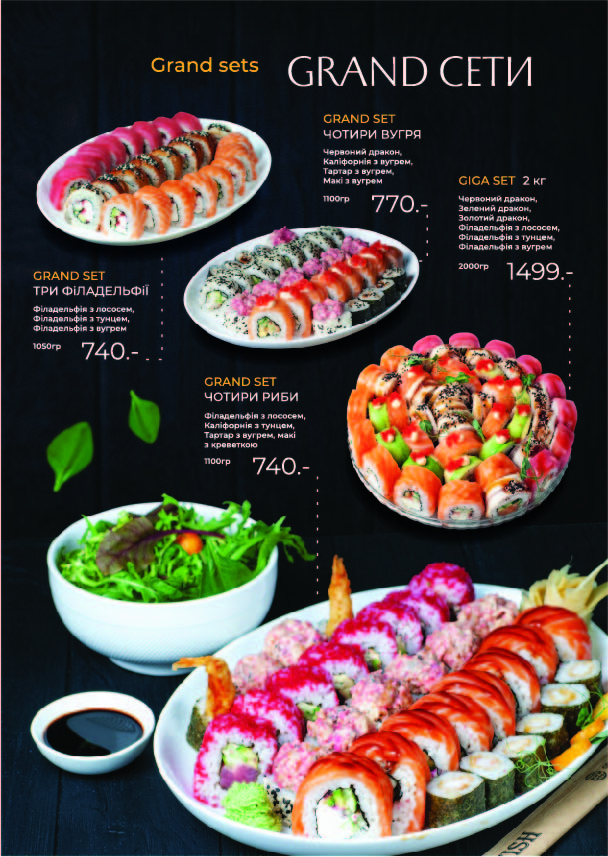 Grand sets
GRAND СЕТИ
GRAND SET
ЧОТИРИ ВУГРЯ
Червоний дракон,
Каліфорнія з вугрем,
Тартар з вугрем,
Макі з вугрем
1100гр
770.-
GIGA SET 2 кг
Червоний дракон,
Зелений дракон,
Золотий дракон,
Філадельфія з лососем,
Філадельфія з тунцем,
Філадельфія з вугрем
2000гр
1499.-
GRAND SET
ТРИ ФІЛАДЕЛЬФІЇ
Філадельфія з лососем,
Філадельфія з тунцем,
Філадельфія з вугрем
1050гр
740.-
GRAND SET
ЧОТИРИ РИБИ
Філадельфія з лососем,
Каліфорнія з тунцем,
Тартар з вугрем, макі
з креветкою
1100гр
740.-